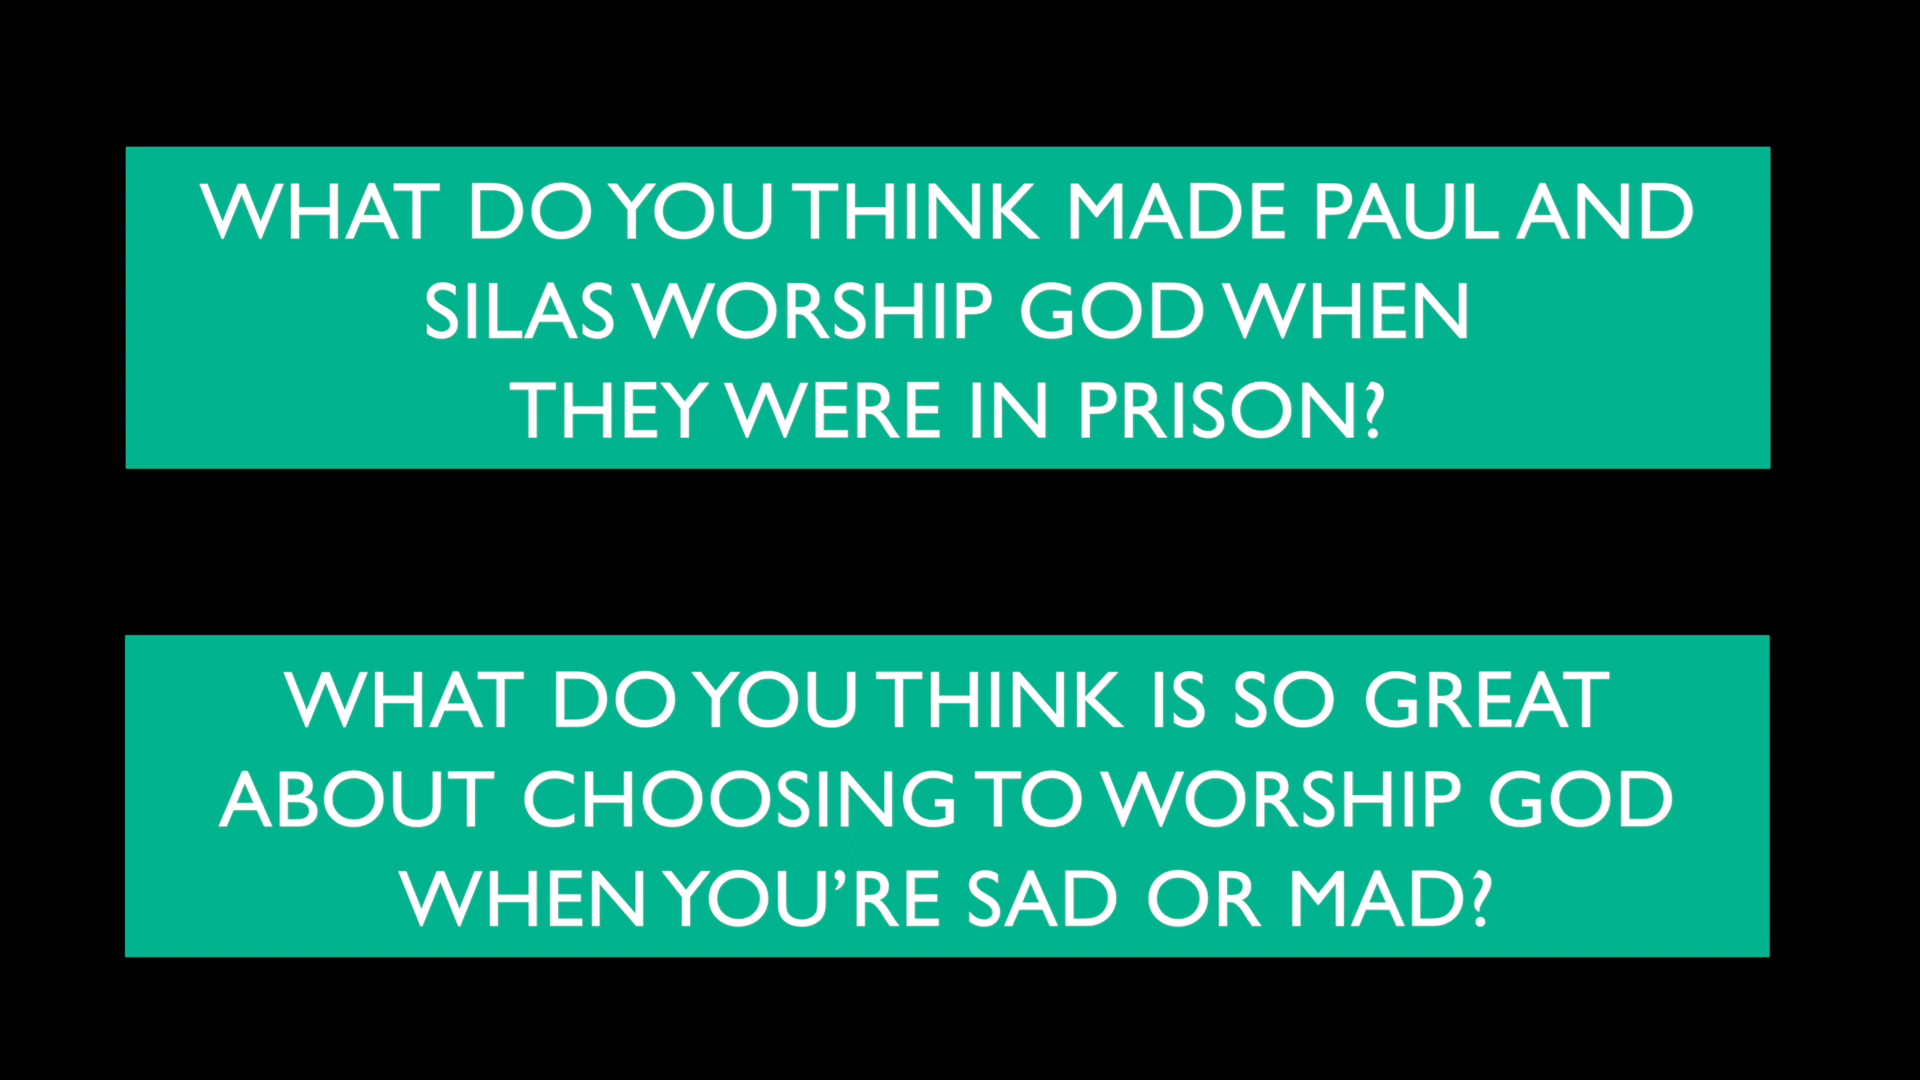 WHAT DO YOU THINK MADE PAUL AND
SILAS WORSHIP GOD WHEN
THEY WERE IN PRISON?
WHAT DO YOU THINK IS SO GREAT
ABOUT CHOOSING TO WORSHIP GOD
WHEN YOU’RE SAD OR MAD?